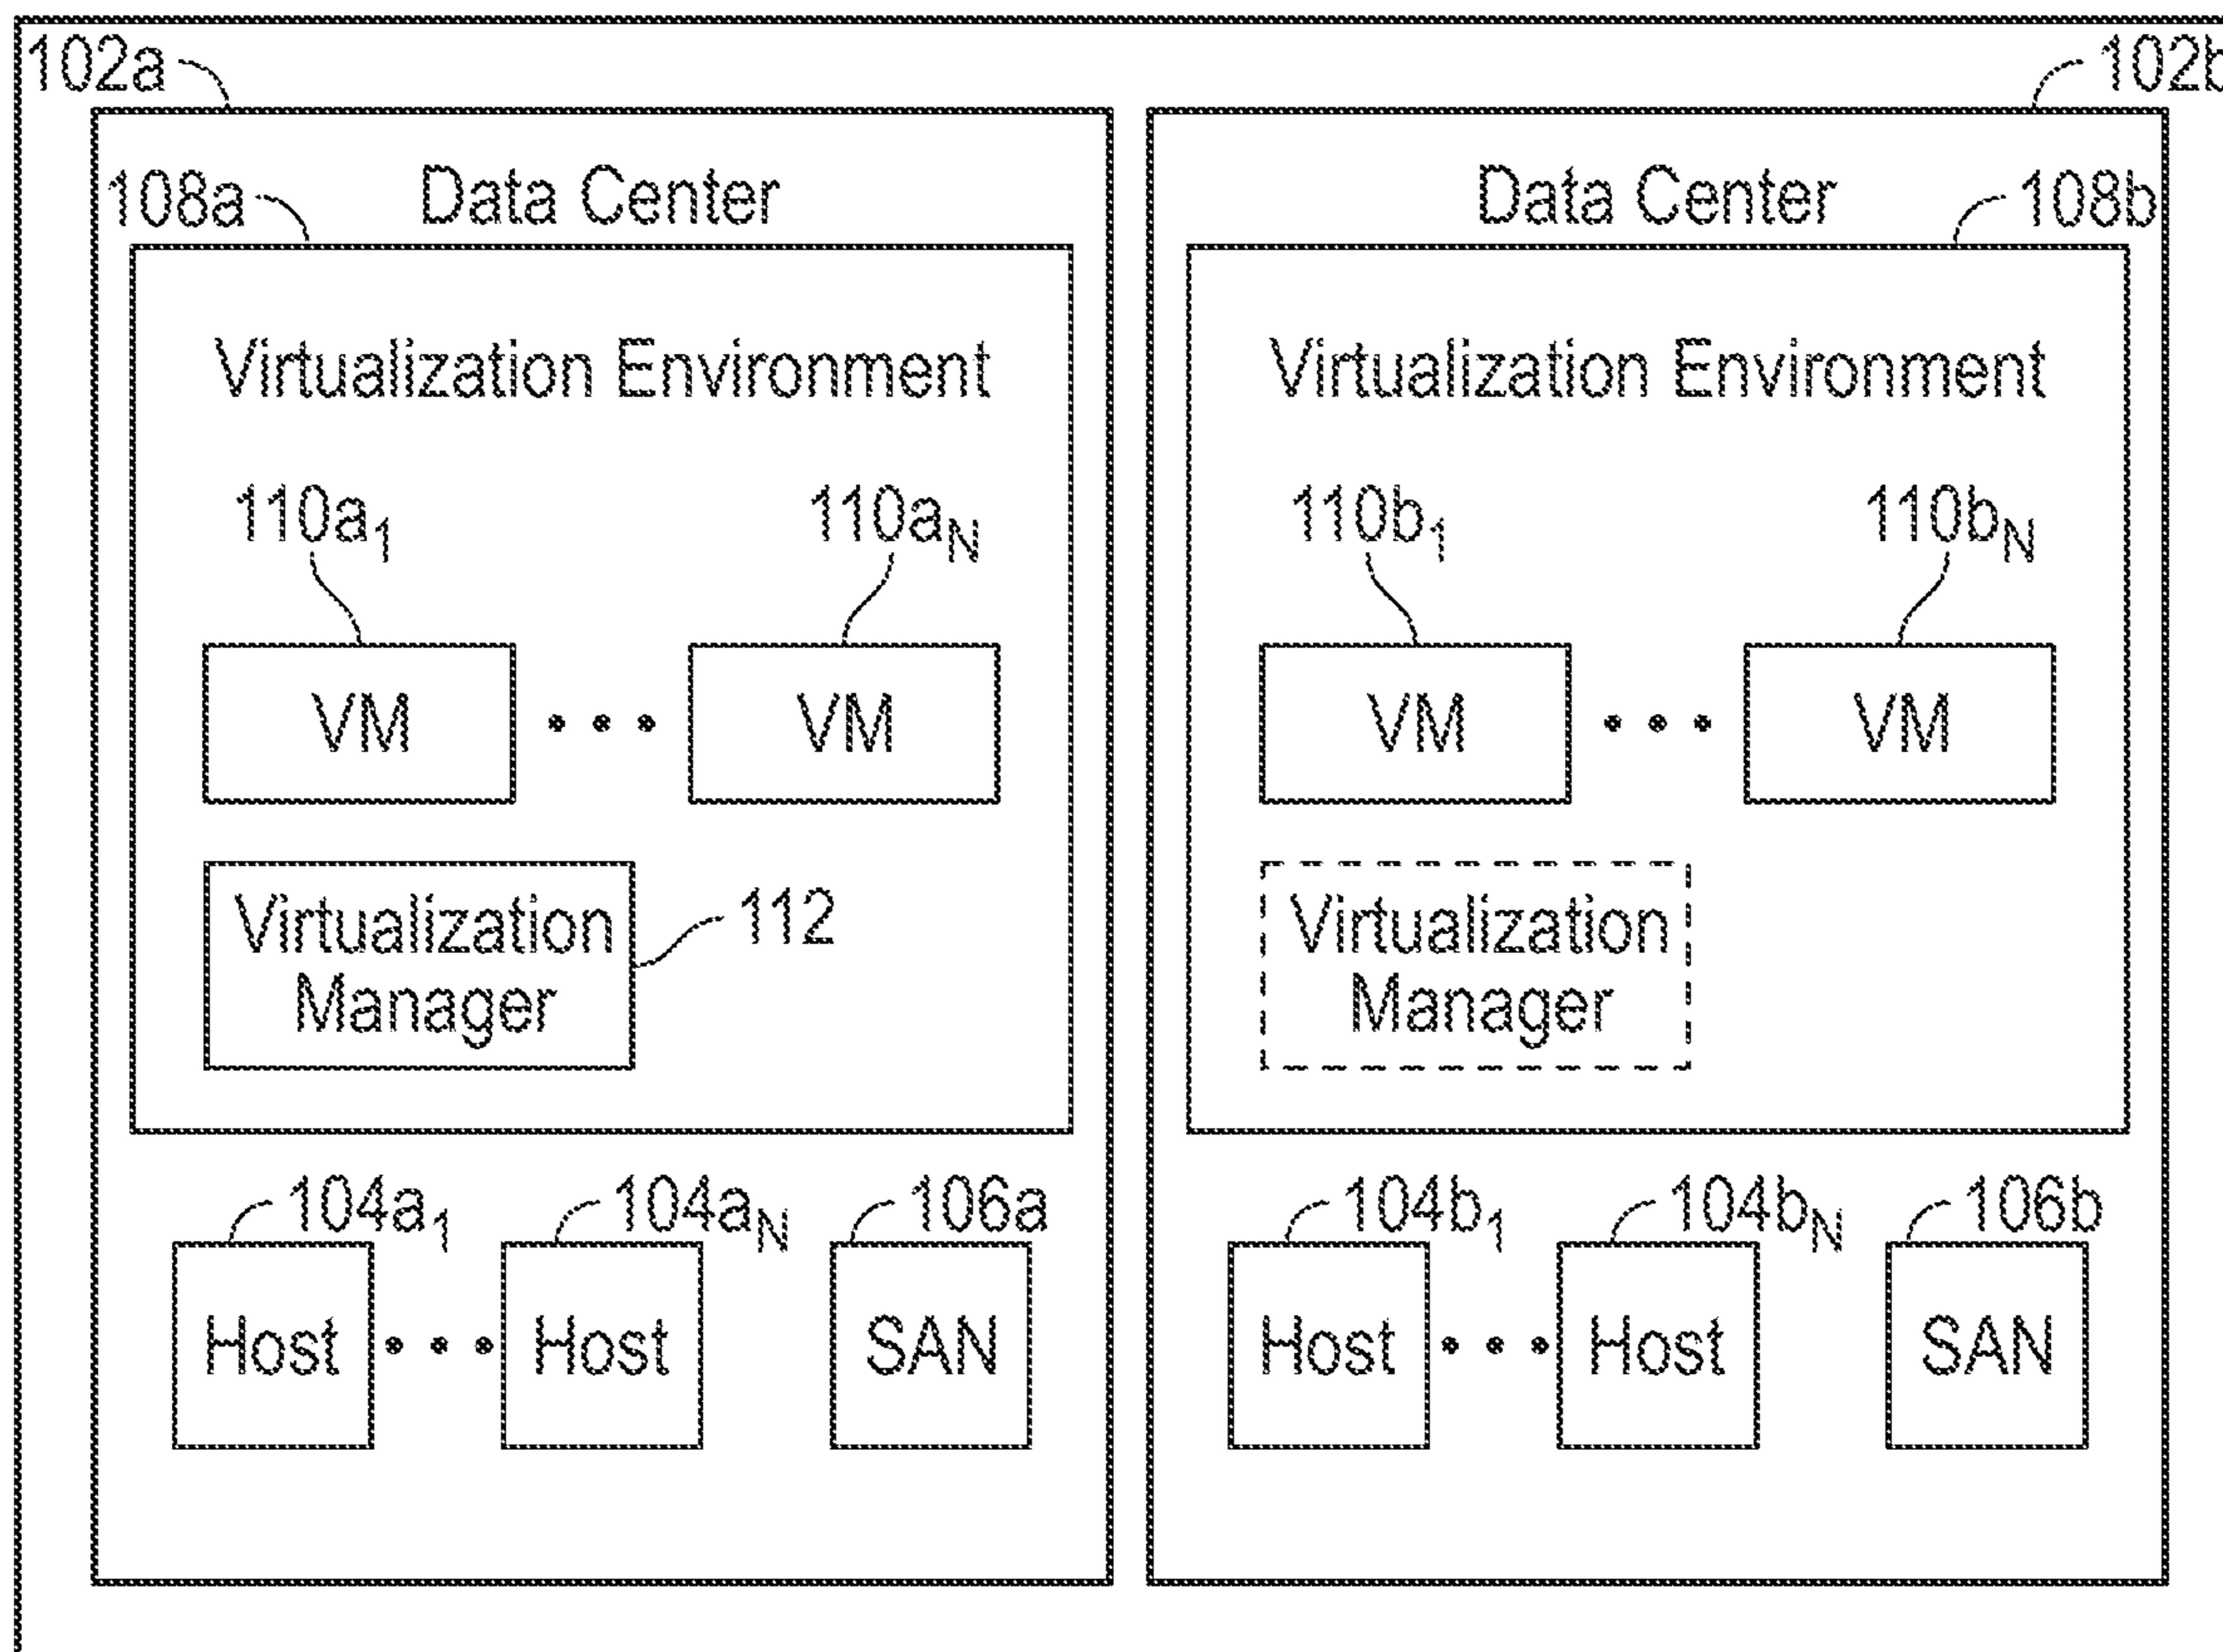 102a
102b
Data Center
108a
Virtualization Environment
110a1
110aN
VM
• • •
VM
Virtualization
Manager
112
104a1
104aN
106a
Host
• • •
Host
SAN
Data Center
108b
Virtualization Environment
110b1
110bN
VM
• • •
VM
Virtualization
Manager
104b1
104bN
106b
Host
• • •
Host
SAN